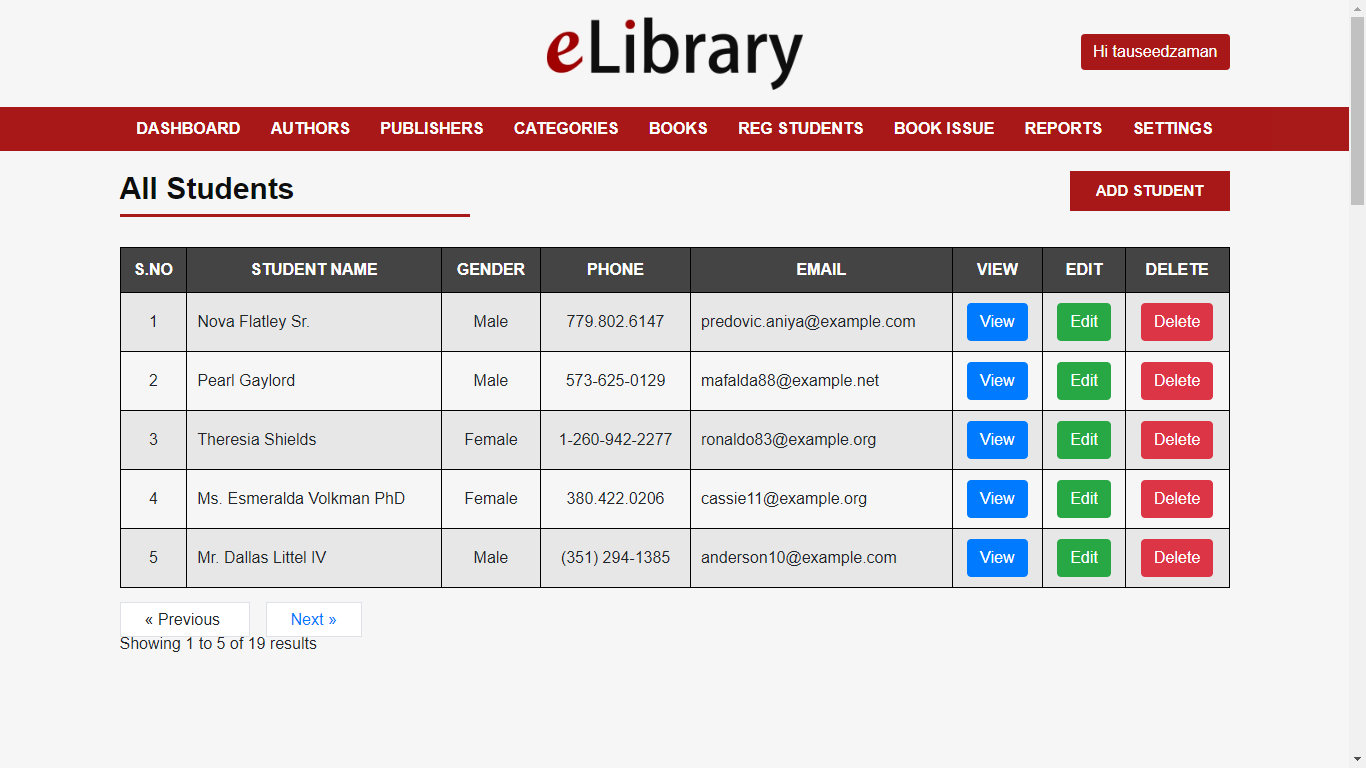 eLibrary
Hi tauseedzaman
DASHBOARD AUTHORS PUBLISHERS CATEGORIES BOOKS REG STUDENTS BOOK ISSUE REPORTS SETTINGS
All Students
ADD STUDENT
S.NO STUDENT NAME GENDER PHONE EMAIL VIEW EDIT DELETE
1 Nova Flatley Sr. Male 779.802.6147 predovic.aniya@example.com View Edit Delete
2 Pearl Gaylord Male 573-625-0129 mafalda88@example.net View Edit Delete
3 Theresia Shields Female 1-260-942-2277 ronaldo83@example.org View Edit Delete
4 Ms. Esmeralda Volkman PhD Female 380.422.0206 cassie11@example.org View Edit Delete
5 Mr. Dallas Littel IV Male (351) 294-1385 anderson10@example.com View Edit Delete
« Previous Next »
Showing 1 to 5 of 19 results